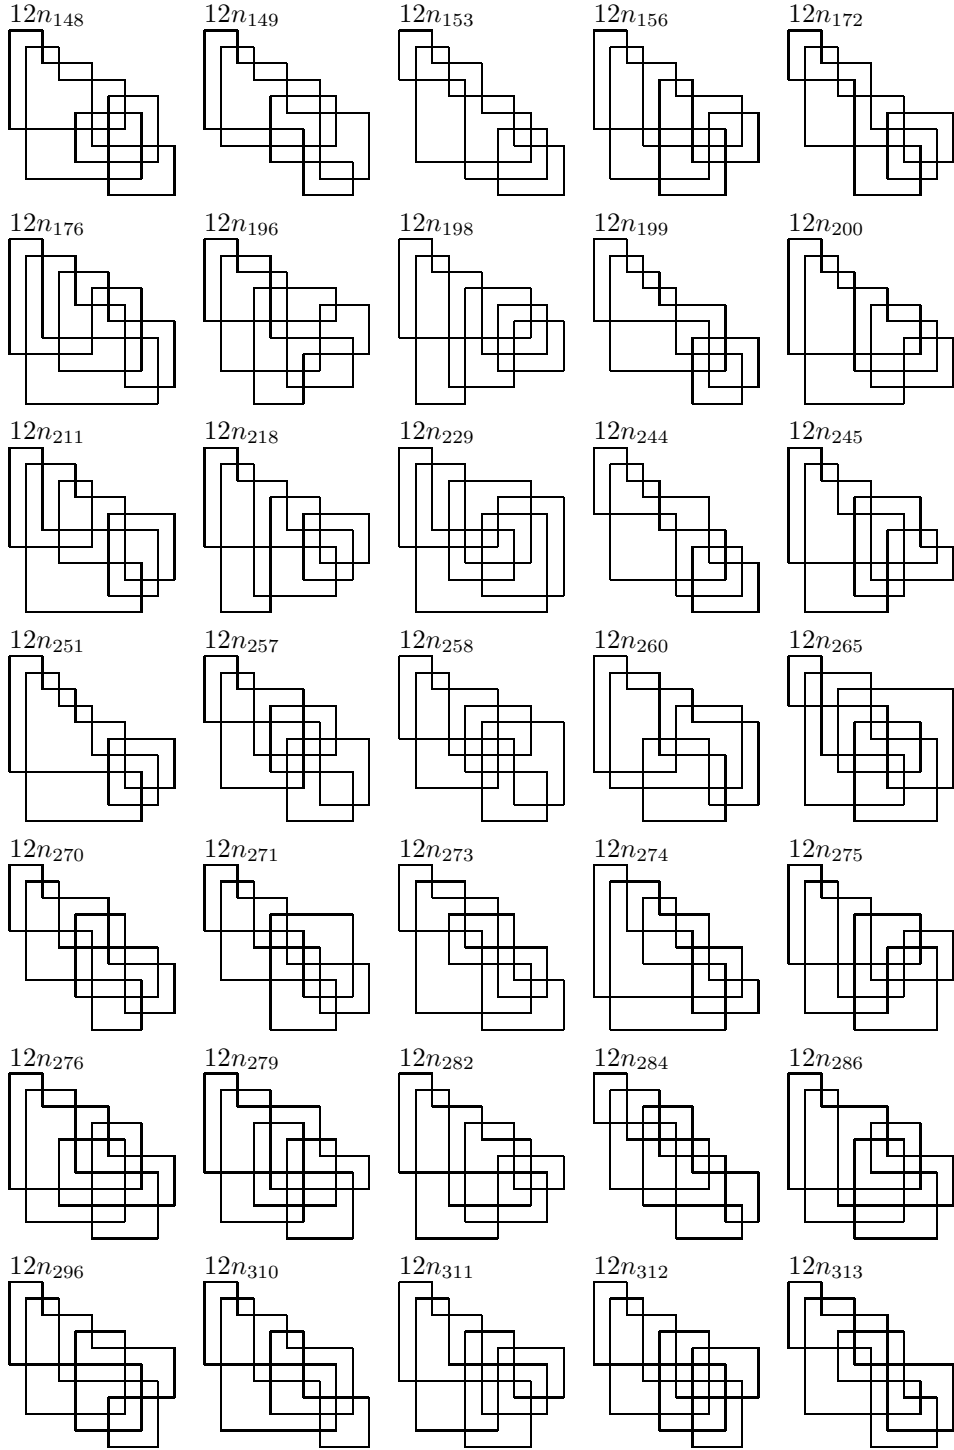 12n₁₄₈ 12n₁₄₉ 12n₁₅₃ 12n₁₅₆ 12n₁₇₂
12n₁₇₆ 12n₁₉₆ 12n₁₉₈ 12n₁₉₉ 12n₂₀₀
12n₂₁₁ 12n₂₁₈ 12n₂₂₉ 12n₂₄₄ 12n₂₄₅
12n₂₅₁ 12n₂₅₇ 12n₂₅₈ 12n₂₆₀ 12n₂₆₅
12n₂₇₀ 12n₂₇₁ 12n₂₇₃ 12n₂₇₄ 12n₂₇₅
12n₂₇₆ 12n₂₇₉ 12n₂₈₂ 12n₂₈₄ 12n₂₈₆
12n₂₉₆ 12n₃₁₀ 12n₃₁₁ 12n₃₁₂ 12n₃₁₃